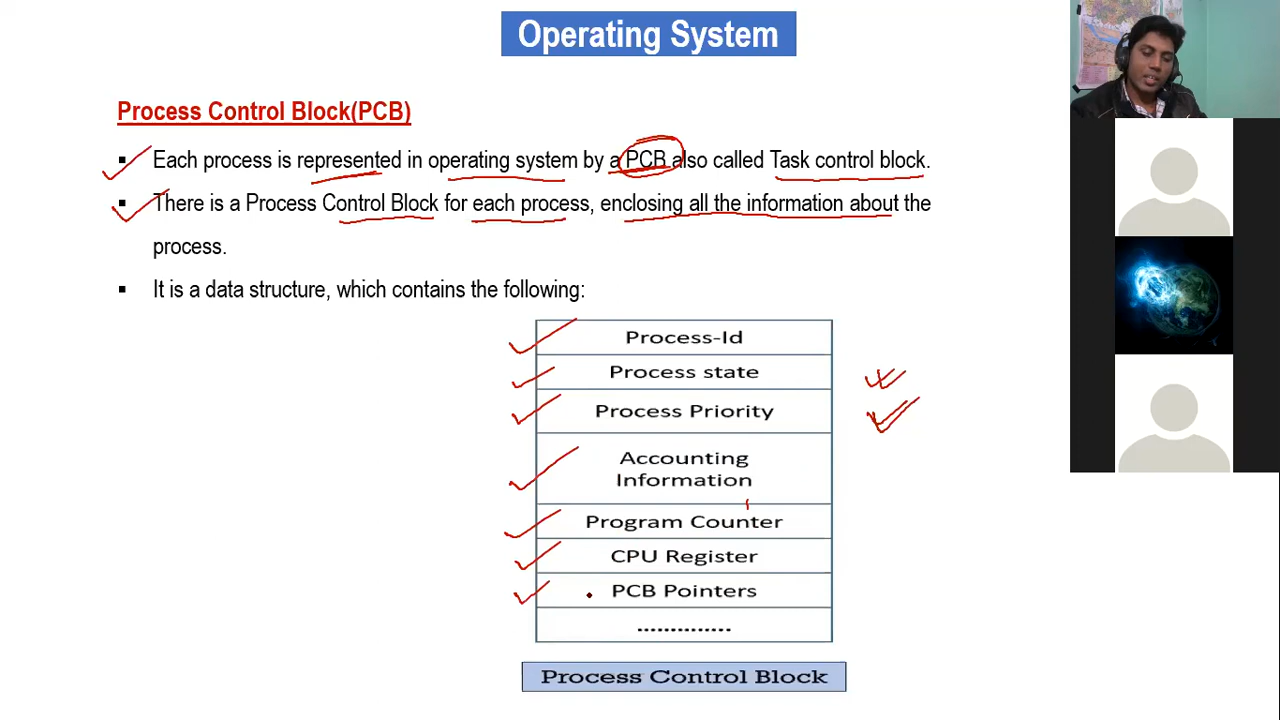 Operating System
Process Control Block(PCB)
▪ Each process is represented in operating system by a PCB also called Task control block.
▪ There is a Process Control Block for each process, enclosing all the information about the
process.
▪ It is a data structure, which contains the following:
Process-Id
Process state
Process Priority
Accounting
Information
Program Counter
CPU Register
PCB Pointers
..............
Process Control Block